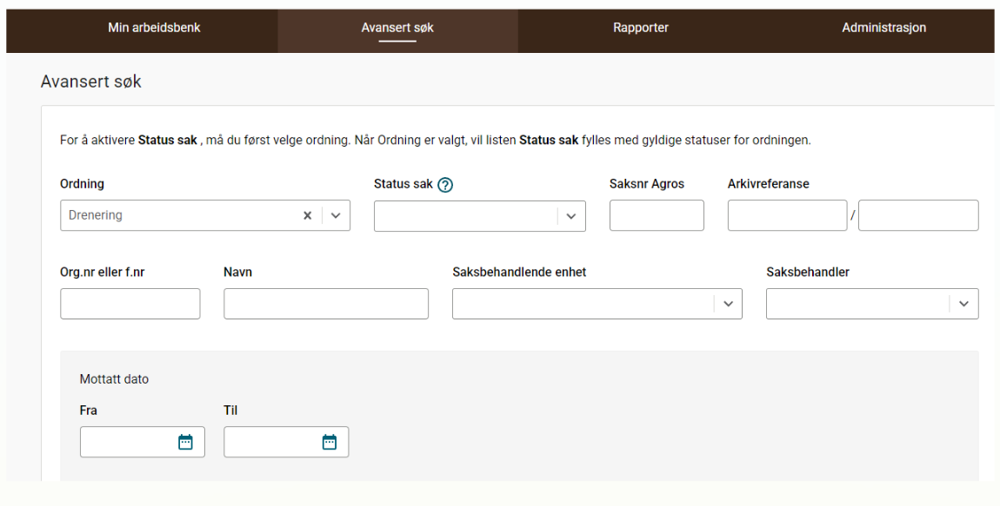 Min arbeidsbenk Avansert søk Rapporter Administrasjon
Avansert søk
For å aktivere Status sak , må du først velge ordning. Når Ordning er valgt, vil listen Status sak fylles med gyldige statuser for ordningen.
Ordning Status sak ? Saksnr Agros Arkivreferanse
Drenering /
Org.nr eller f.nr Navn Saksbehandlende enhet Saksbehandler
Mottatt dato
Fra Til